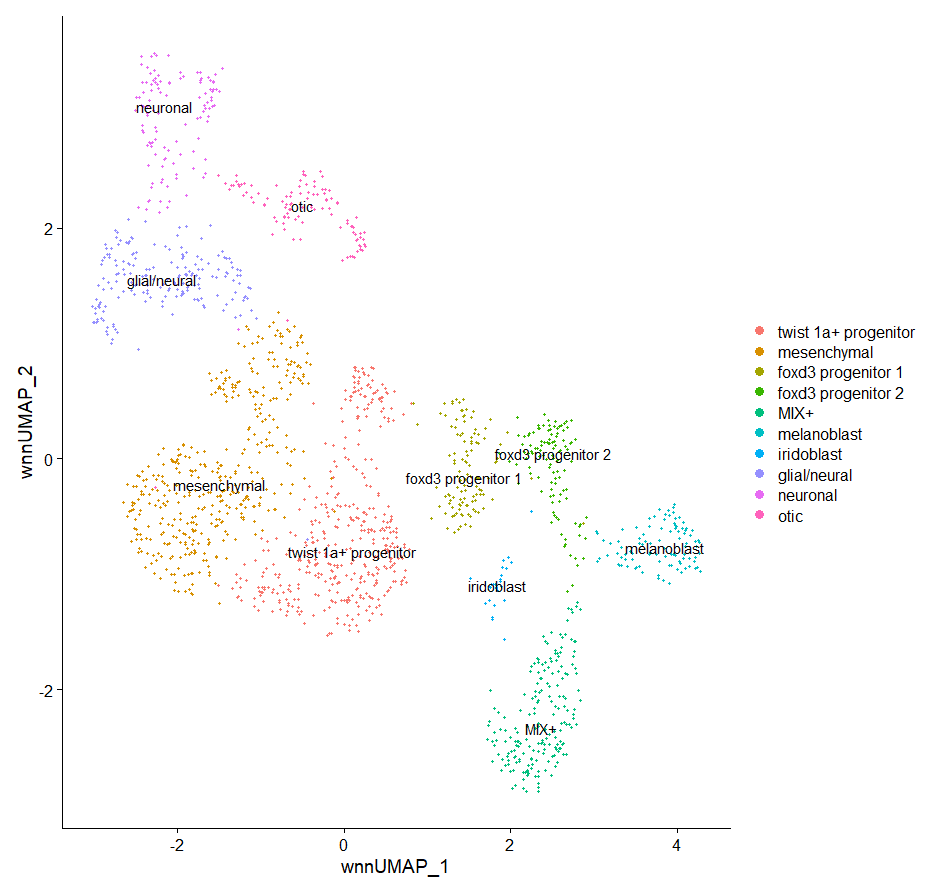 neuronal
otic
2
glial/neural
wnnUMAP_2
0
foxd3 progenitor 2
foxd3 progenitor 1
mesenchymal
twist 1a+ progenitor
melanoblast
iridoblast
-2
MIX+
-2
0
2
4
wnnUMAP_1
twist 1a+ progenitor
mesenchymal
foxd3 progenitor 1
foxd3 progenitor 2
MIX+
melanoblast
iridoblast
glial/neural
neuronal
otic